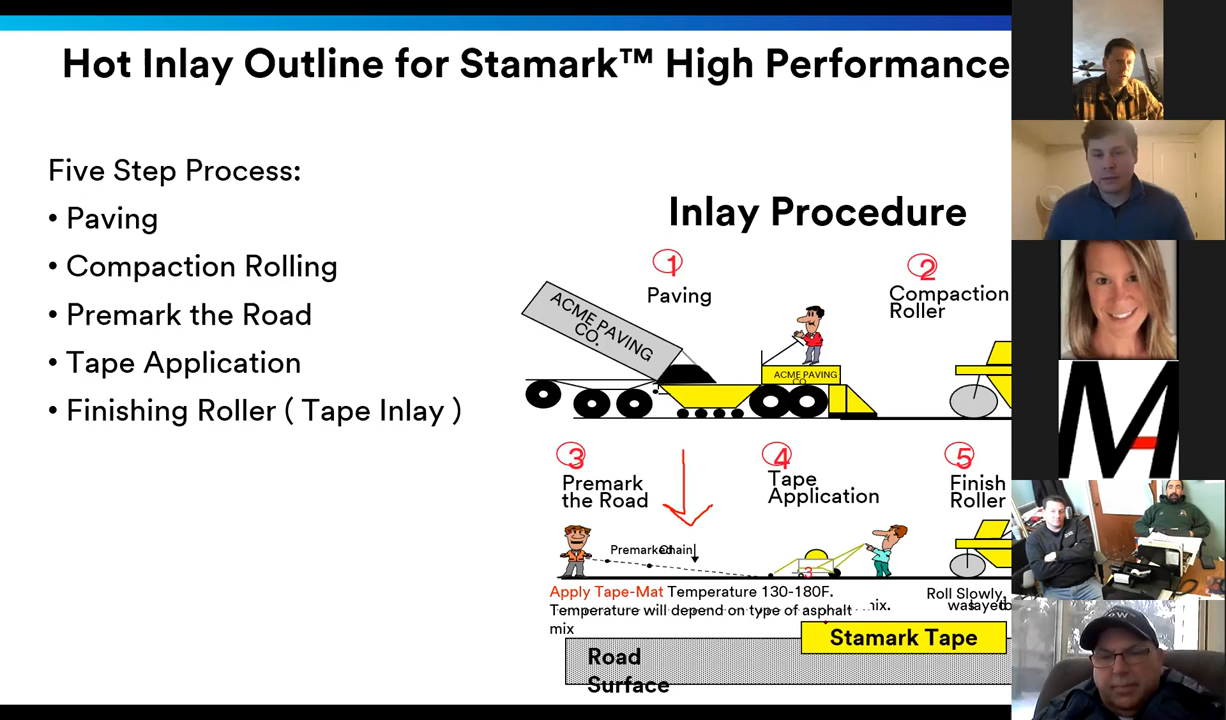 Hot Inlay Outline for Stamark™ High Performance
Five Step Process:
• Paving
• Compaction Rolling
• Premark the Road
• Tape Application
• Finishing Roller ( Tape Inlay )
Inlay Procedure
1
Paving
2
Compaction
Roller
ACME PAVING
CO.
ACME PAVING
CO
3
Premark
the Road
4
Tape
Application
5
Finish
Roller
Premarked
Chain
3
Apply Tape-Mat Temperature 130-180F.
Temperature will depend on type of asphalt
mix
mix.
Roll Slowly,
Stamark Tape
Road
Surface
MA